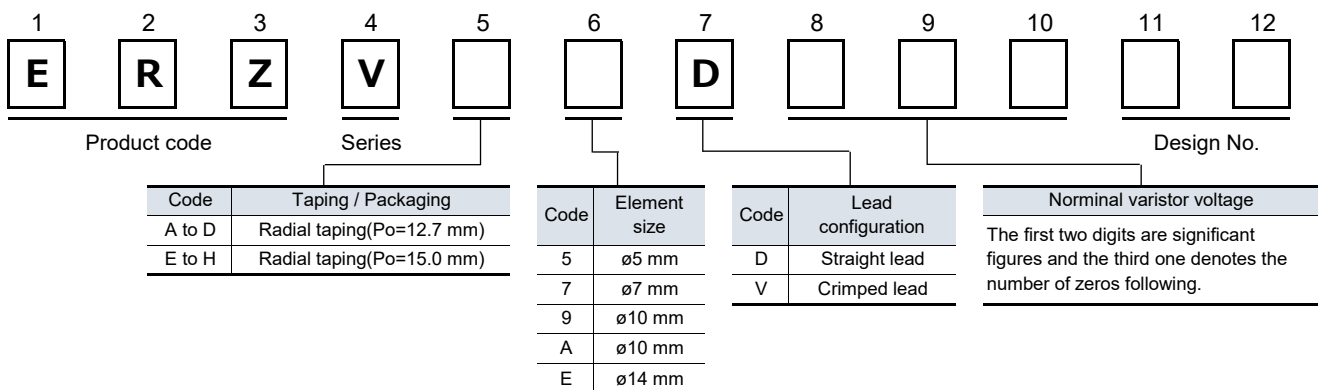 1 2 3 4 5 6 7 8 9 10 11 12
E R Z V D
Product code Series Design No.
Code Taping / Packaging
A to D Radial taping(Po=12.7 mm)
E to H Radial taping(Po=15.0 mm)
Code Element
size
5 ø5 mm
7 ø7 mm
9 ø10 mm
A ø10 mm
E ø14 mm
Code Lead
configuration
D Straight lead
V Crimped lead
Norminal varistor voltage
The first two digits are significant
figures and the third one denotes the
number of zeros following.